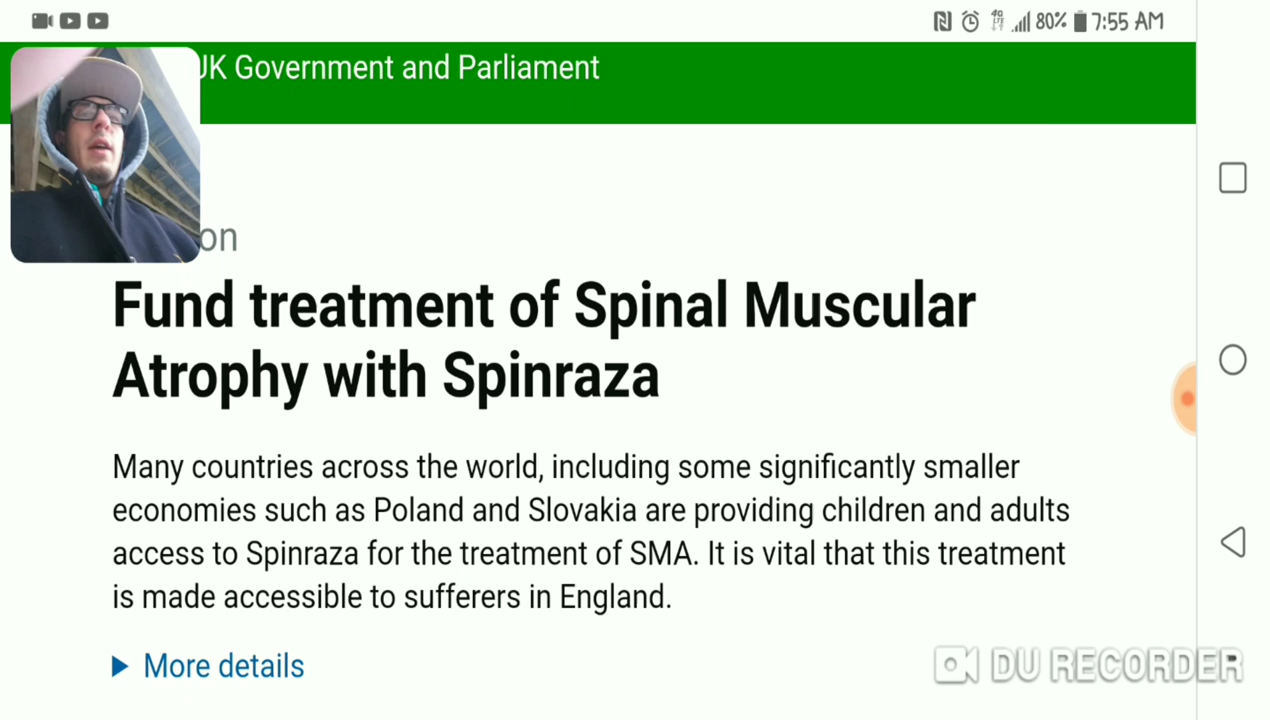 80% 7:55 AM
UK Government and Parliament
on
Fund treatment of Spinal Muscular
Atrophy with Spinraza
Many countries across the world, including some significantly smaller
economies such as Poland and Slovakia are providing children and adults
access to Spinraza for the treatment of SMA. It is vital that this treatment
is made accessible to sufferers in England.
More details
DU RECORDER